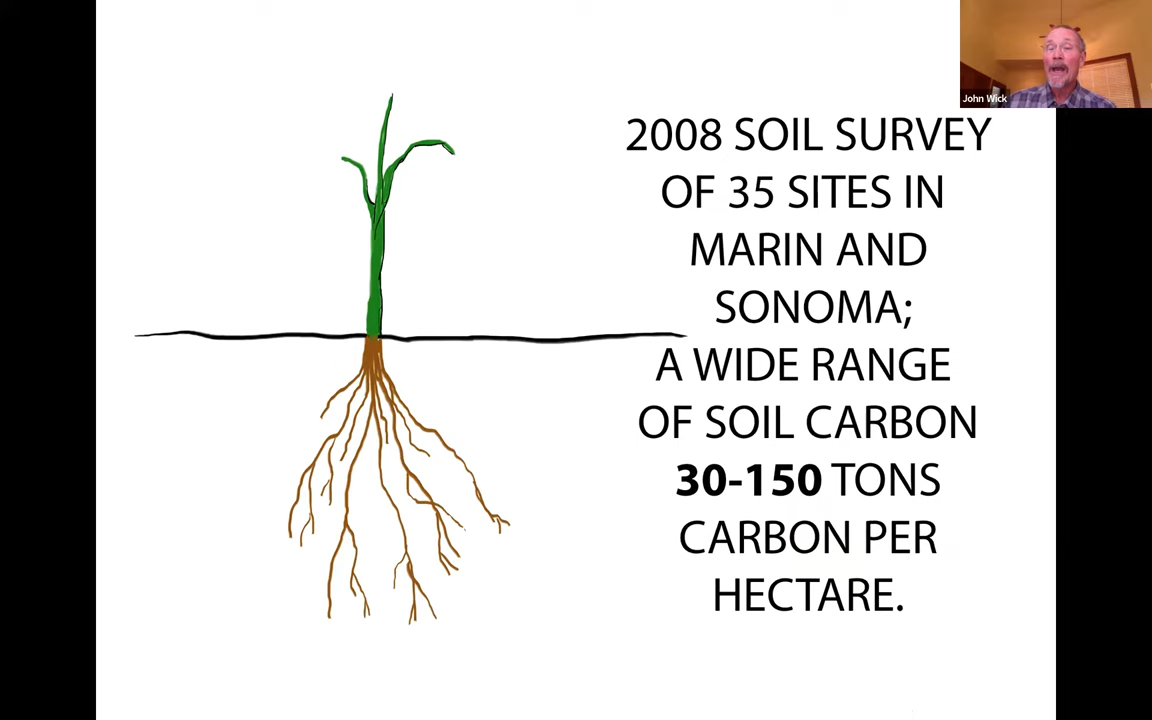 John Wick
2008 SOIL SURVEY
OF 35 SITES IN
MARIN AND
SONOMA;
A WIDE RANGE
OF SOIL CARBON
30-150 TONS
CARBON PER
HECTARE.